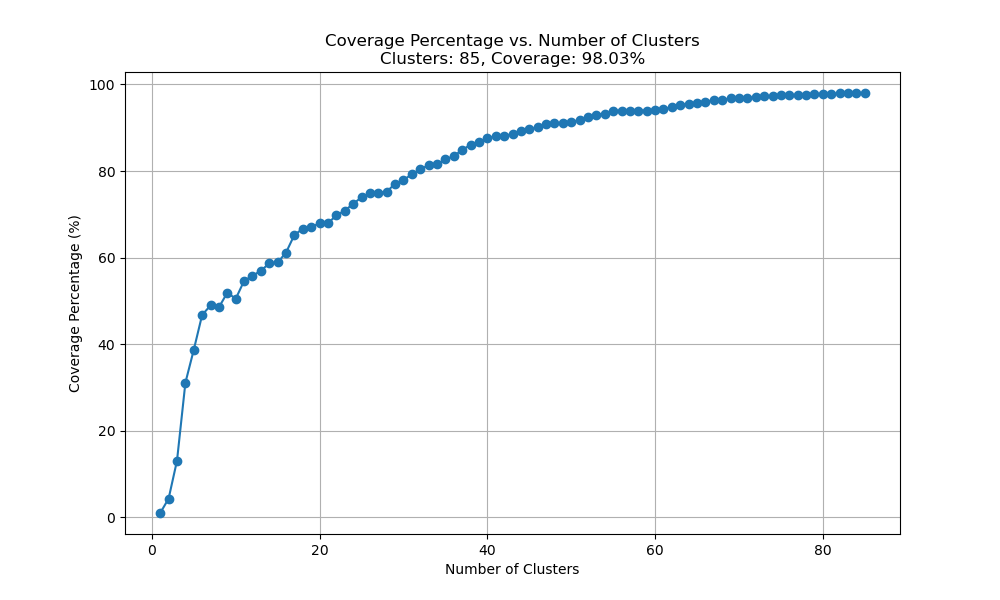 Coverage Percentage vs. Number of Clusters
Clusters: 85, Coverage: 98.03%
100
80
60
40
20
0
Coverage Percentage (%)
0 20 40 60 80
Number of Clusters